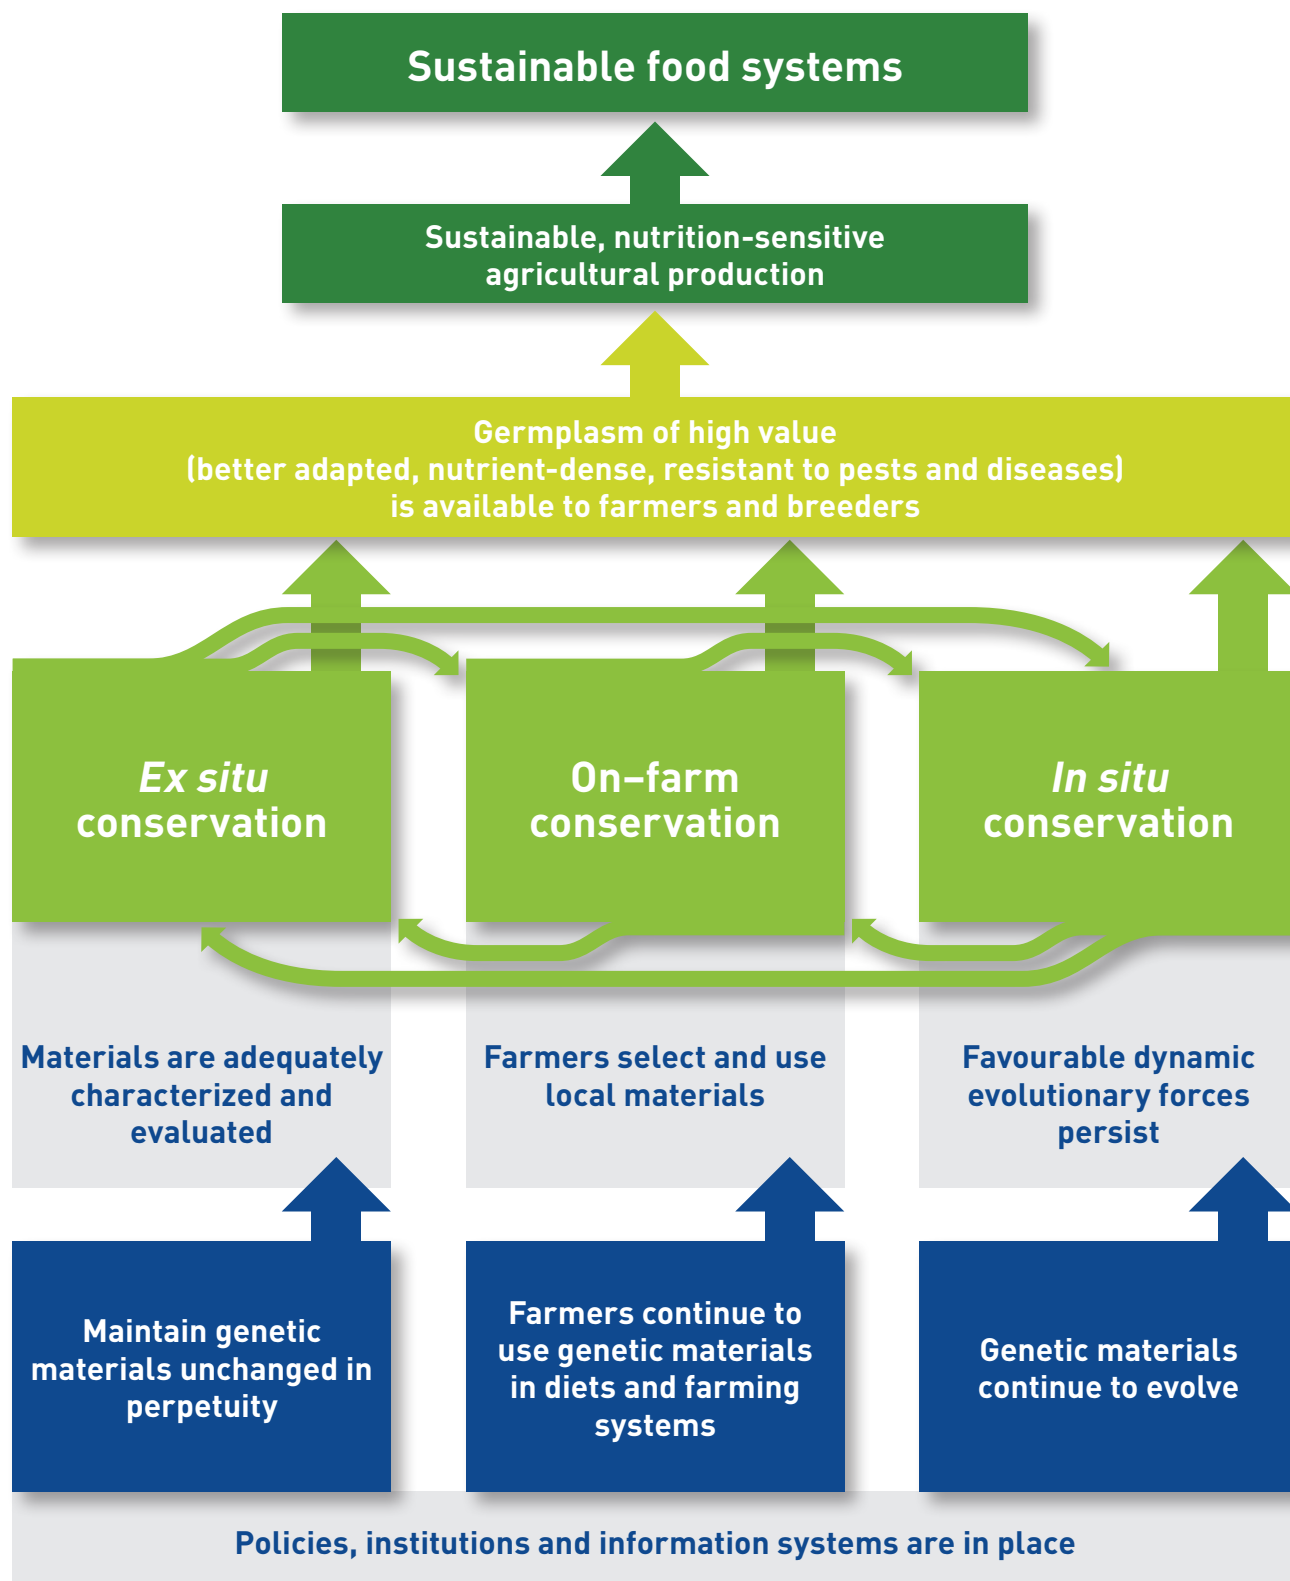 Sustainable food systems
Sustainable, nutrition-sensitive
agricultural production
Germplasm of high value
(better adapted, nutrient-dense, resistant to pests and diseases)
is available to farmers and breeders
Ex situ
conservation
On–farm
conservation
In situ
conservation
Materials are adequately
characterized and
evaluated
Farmers select and use
local materials
Favourable dynamic
evolutionary forces
persist
Maintain genetic
materials unchanged in
perpetuity
Farmers continue to
use genetic materials
in diets and farming
systems
Genetic materials
continue to evolve
Policies, institutions and information systems are in place